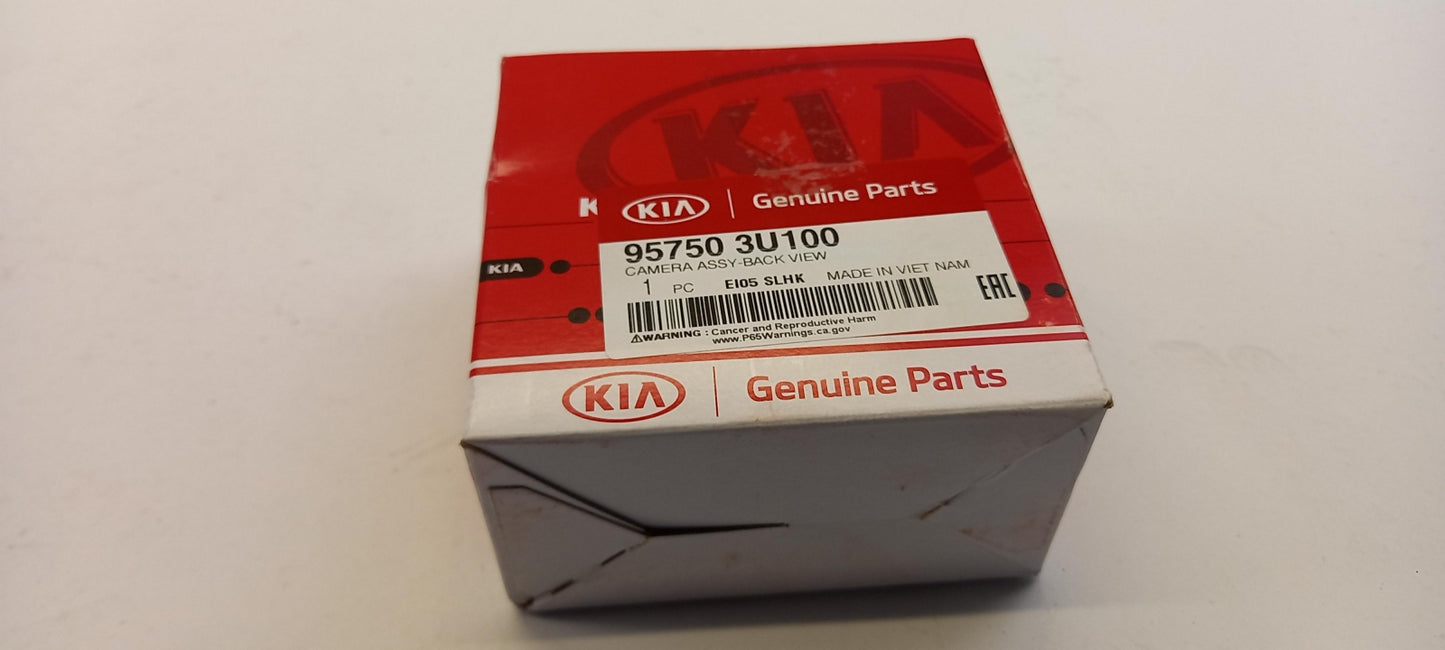 KIA
K
KIA Genuine Parts
95750 3U100
KIA
CAMERA ASSY-BACK VIEW
1 PC EI05 SLHK MADE IN VIET NAM
EAC
⚠WARNING : Cancer and Reproductive Harm
www.P65Warnings.ca.gov
KIA Genuine Parts